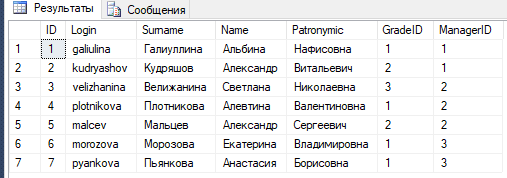 Результаты Сообщения
ID Login Surname Name Patronymic GradeID ManagerID
1 1 galiulina Галиуллина Альбина Нафисовна 1 1
2 2 kudryashov Кудряшов Александр Витальевич 2 1
3 3 velizhanina Велижанина Светлана Николаевна 3 2
4 4 plotnikova Плотникова Алевтина Валентиновна 1 2
5 5 malcev Мальцев Александр Сергеевич 2 2
6 6 morozova Морозова Екатерина Владимировна 1 3
7 7 pyankova Пьянкова Анастасия Борисовна 1 3